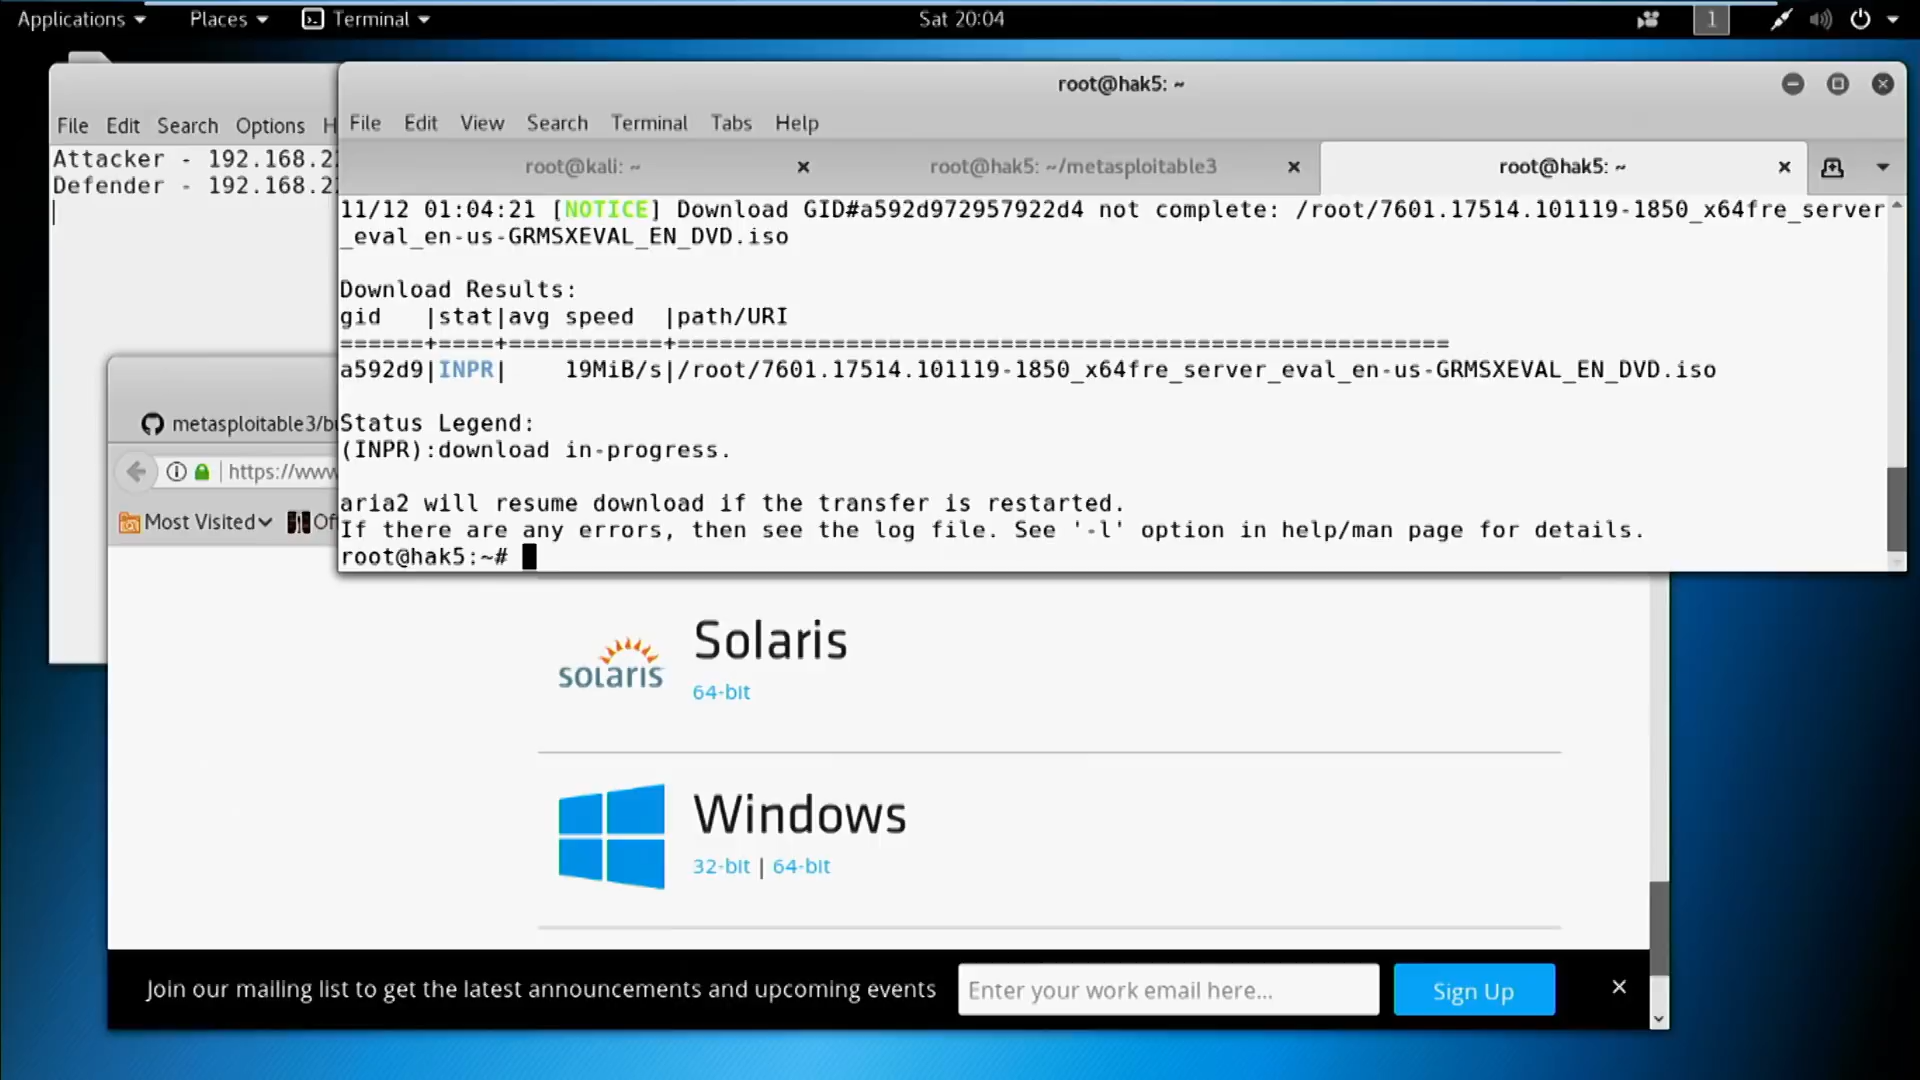 Applications Places Terminal Sat 20:04 1
root@hak5: ~
File Edit Search Options
File Edit View Search Terminal Tabs Help
Attacker - 192.168.2
Defender - 192.168.2
root@kali: ~ root@hak5: ~/metasploitable3 root@hak5: ~
11/12 01:04:21 [NOTICE] Download GID#a592d972957922d4 not complete: /root/7601.17514.101119-1850_x64fre_server
_eval_en-us-GRMSXEVAL_EN_DVD.iso
Download Results:
gid |stat|avg speed |path/URI
======+====+===========+=======================================================
a592d9|INPR| 19MiB/s|/root/7601.17514.101119-1850_x64fre_server_eval_en-us-GRMSXEVAL_EN_DVD.iso
Status Legend:
(INPR):download in-progress.
aria2 will resume download if the transfer is restarted.
If there are any errors, then see the log file. See '-l' option in help/man page for details.
root@hak5:~#
metasploitable3/b
https://www
Most Visited Of
solaris
Solaris
64-bit
Windows
32-bit | 64-bit
Join our mailing list to get the latest announcements and upcoming events Enter your work email here... Sign Up